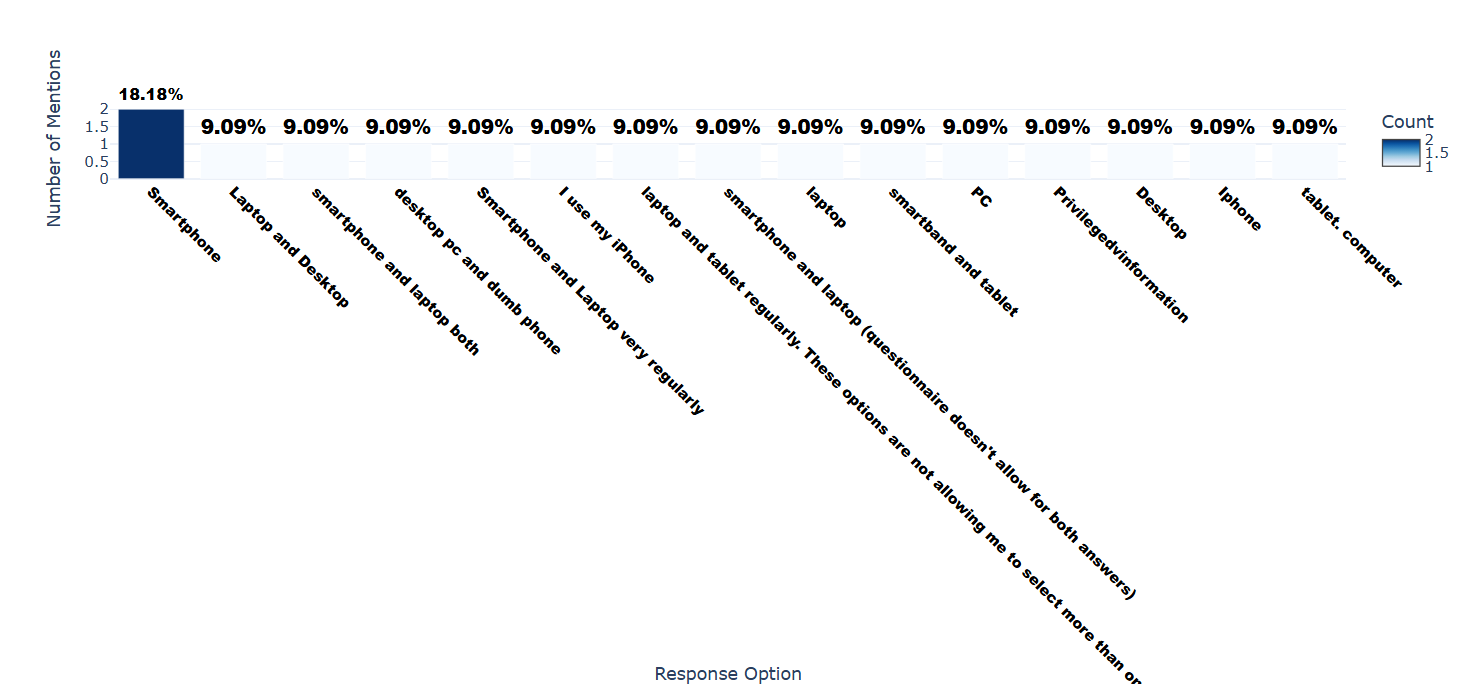 Number of Mentions
18.18%
9.09%
9.09%
9.09%
9.09%
9.09%
9.09%
9.09%
9.09%
9.09%
9.09%
9.09%
9.09%
9.09%
9.09%
2
1.5
1
0.5
0
Smartphone
Laptop and Desktop
smartphone and laptop both
desktop pc and dumb phone
Smartphone and Laptop very regularly
I use my iPhone
laptop and tablet regularly. These options are not allowing me to select more than
smartphone and laptop (questionnaire doesn't allow for both answers)
laptop
smartband and tablet
PC
Privilegedvinformation
Desktop
Iphone
tablet. computer
Response Option
Count
2
1.5
1